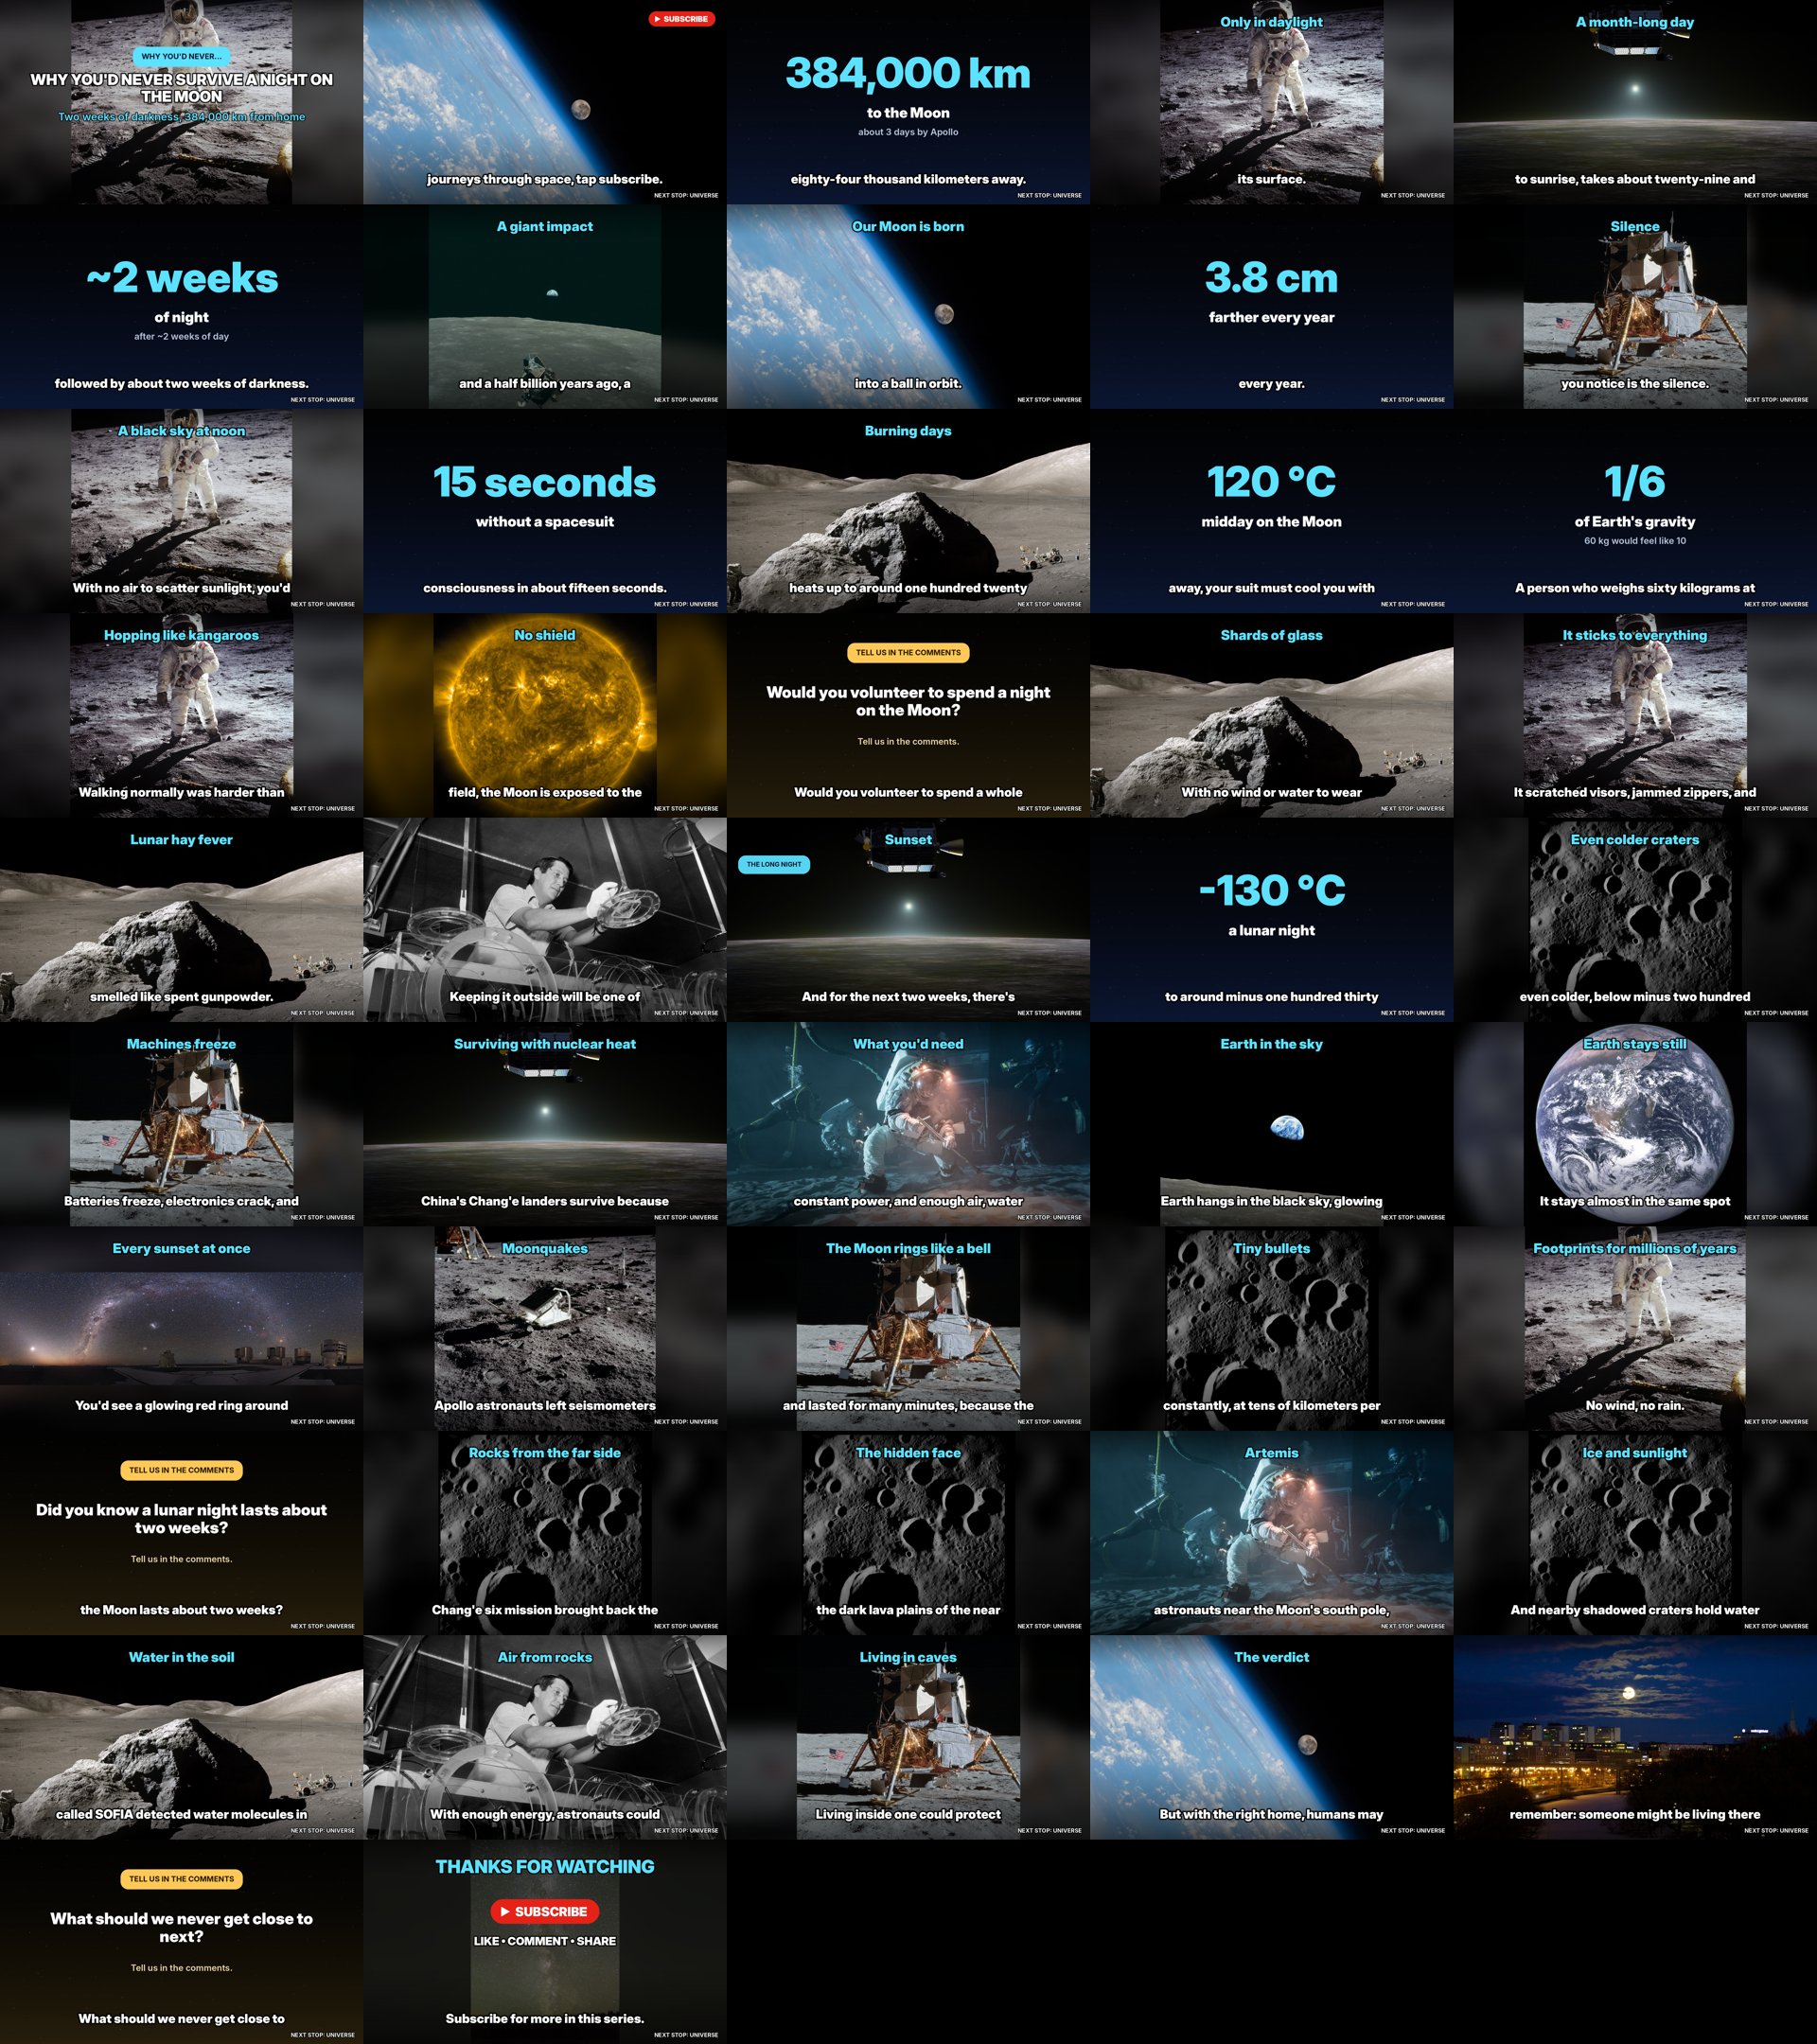 WHY YOU'D NEVER...
WHY YOU'D NEVER SURVIVE A NIGHT ON
THE MOON
Two weeks of darkness, 384,000 km from home
SUBSCRIBE
journeys through space, tap subscribe.
NEXT STOP: UNIVERSE
384,000 km
to the Moon
about 3 days by Apollo
eighty-four thousand kilometers away.
NEXT STOP: UNIVERSE
Only in daylight
its surface.
NEXT STOP: UNIVERSE
A month-long day
to sunrise, takes about twenty-nine and
NEXT STOP: UNIVERSE
~2 weeks
of night
after ~2 weeks of day
followed by about two weeks of darkness.
NEXT STOP: UNIVERSE
A giant impact
and a half billion years ago, a
NEXT STOP: UNIVERSE
Our Moon is born
into a ball in orbit.
NEXT STOP: UNIVERSE
3.8 cm
farther every year
every year.
NEXT STOP: UNIVERSE
Silence
you notice is the silence.
NEXT STOP: UNIVERSE
A black sky at noon
With no air to scatter sunlight, you'd
NEXT STOP: UNIVERSE
15 seconds
without a spacesuit
consciousness in about fifteen seconds.
NEXT STOP: UNIVERSE
Burning days
heats up to around one hundred twenty
NEXT STOP: UNIVERSE
120 °C
midday on the Moon
away, your suit must cool you with
NEXT STOP: UNIVERSE
1/6
of Earth's gravity
60 kg would feel like 10
A person who weighs sixty kilograms at
NEXT STOP: UNIVERSE
Hopping like kangaroos
Walking normally was harder than
NEXT STOP: UNIVERSE
No shield
field, the Moon is exposed to the
NEXT STOP: UNIVERSE
TELL US IN THE COMMENTS
Would you volunteer to spend a night
on the Moon?
Tell us in the comments.
Would you volunteer to spend a whole
NEXT STOP: UNIVERSE
Shards of glass
With no wind or water to wear
NEXT STOP: UNIVERSE
It sticks to everything
It scratched visors, jammed zippers, and
NEXT STOP: UNIVERSE
Lunar hay fever
smelled like spent gunpowder.
NEXT STOP: UNIVERSE
Keeping it outside will be one of
NEXT STOP: UNIVERSE
Sunset
THE LONG NIGHT
And for the next two weeks, there's
NEXT STOP: UNIVERSE
-130 °C
a lunar night
to around minus one hundred thirty
NEXT STOP: UNIVERSE
Even colder craters
even colder, below minus two hundred
NEXT STOP: UNIVERSE
Machines freeze
Batteries freeze, electronics crack, and
NEXT STOP: UNIVERSE
Surviving with nuclear heat
China's Chang'e landers survive because
NEXT STOP: UNIVERSE
What you'd need
constant power, and enough air, water
NEXT STOP: UNIVERSE
Earth in the sky
Earth hangs in the black sky, glowing
NEXT STOP: UNIVERSE
Earth stays still
It stays almost in the same spot
NEXT STOP: UNIVERSE
Every sunset at once
You'd see a glowing red ring around
NEXT STOP: UNIVERSE
Moonquakes
Apollo astronauts left seismometers
NEXT STOP: UNIVERSE
The Moon rings like a bell
and lasted for many minutes, because the
NEXT STOP: UNIVERSE
Tiny bullets
constantly, at tens of kilometers per
NEXT STOP: UNIVERSE
Footprints for millions of years
No wind, no rain.
NEXT STOP: UNIVERSE
TELL US IN THE COMMENTS
Did you know a lunar night lasts about
two weeks?
Tell us in the comments.
the Moon lasts about two weeks?
NEXT STOP: UNIVERSE
Rocks from the far side
Chang'e six mission brought back the
NEXT STOP: UNIVERSE
The hidden face
the dark lava plains of the near
NEXT STOP: UNIVERSE
Artemis
astronauts near the Moon's south pole,
NEXT STOP: UNIVERSE
Ice and sunlight
And nearby shadowed craters hold water
NEXT STOP: UNIVERSE
Water in the soil
called SOFIA detected water molecules in
NEXT STOP: UNIVERSE
Air from rocks
With enough energy, astronauts could
NEXT STOP: UNIVERSE
Living in caves
Living inside one could protect
NEXT STOP: UNIVERSE
The verdict
But with the right home, humans may
NEXT STOP: UNIVERSE
remember: someone might be living there
NEXT STOP: UNIVERSE
TELL US IN THE COMMENTS
What should we never get close to
next?
Tell us in the comments.
What should we never get close to
NEXT STOP: UNIVERSE
THANKS FOR WATCHING
SUBSCRIBE
LIKE • COMMENT • SHARE
Subscribe for more in this series.
NEXT STOP: UNIVERSE